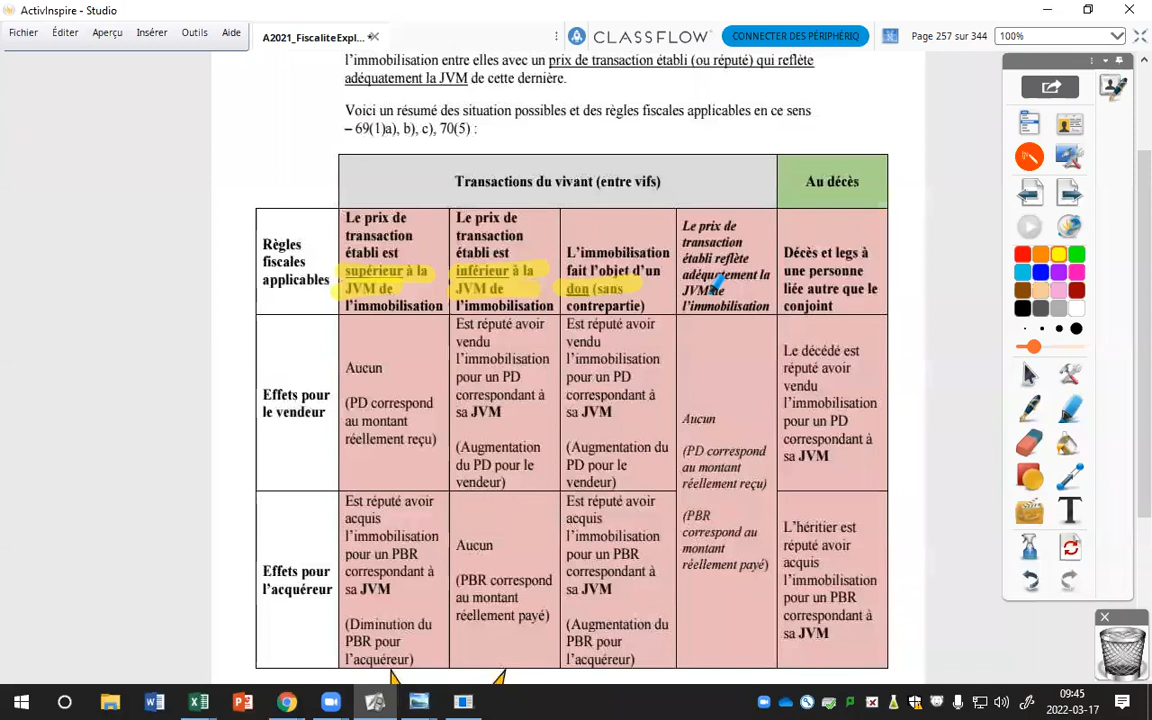 ActivInspire - Studio
Fichier Éditer Aperçu Insérer Outils Aide
A2021_FiscaliteExpl...
CLASSFLOW
CONNECTER DES PÉRIPHÉRIQ
Page 257 sur 344
100%
l'immobilisation entre elles avec un prix de transaction établi (ou réputé) qui reflète
adéquatement la JVM de cette dernière.
Voici un résumé des situation possibles et des règles fiscales applicables en ce sens
– 69(1)a), b), c), 70(5) :
Transactions du vivant (entre vifs)
Au décès
Règles
fiscales
applicables
Le prix de
transaction
établi est
supérieur à la
JVM de
l'immobilisation
Le prix de
transaction
établi est
inférieur à la
JVM de
l'immobilisation
L'immobilisation
fait l'objet d'un
don (sans
contrepartie)
Le prix de
transaction
établi reflète
adéquatement la
JVM de
l'immobilisation
Décès et legs à
une personne
liée autre que le
conjoint
Effets pour
le vendeur
Aucun
(PD correspond
au montant
réellement reçu)
Est réputé avoir
vendu
l'immobilisation
pour un PD
correspondant à
sa JVM
(Augmentation
du PD pour le
vendeur)
Est réputé avoir
vendu
l'immobilisation
pour un PD
correspondant à
sa JVM
(Augmentation du
PD pour le
vendeur)
Aucun
(PD correspond
au montant
réellement reçu)
(PBR
correspond au
montant
réellement payé)
Le décédé est
réputé avoir
vendu
l'immobilisation
pour un PD
correspondant à
sa JVM
Effets pour
l'acquéreur
Est réputé avoir
acquis
l'immobilisation
pour un PBR
correspondant à
sa JVM
(Diminution du
PBR pour
l'acquéreur)
Aucun
(PBR correspond
au montant
réellement payé)
Est réputé avoir
acquis
l'immobilisation
pour un PBR
correspondant à
sa JVM
(Augmentation du
PBR pour
l'acquéreur)
L'héritier est
réputé avoir
acquis
l'immobilisation
pour un PBR
correspondant à
sa JVM
09:45
2022-03-17